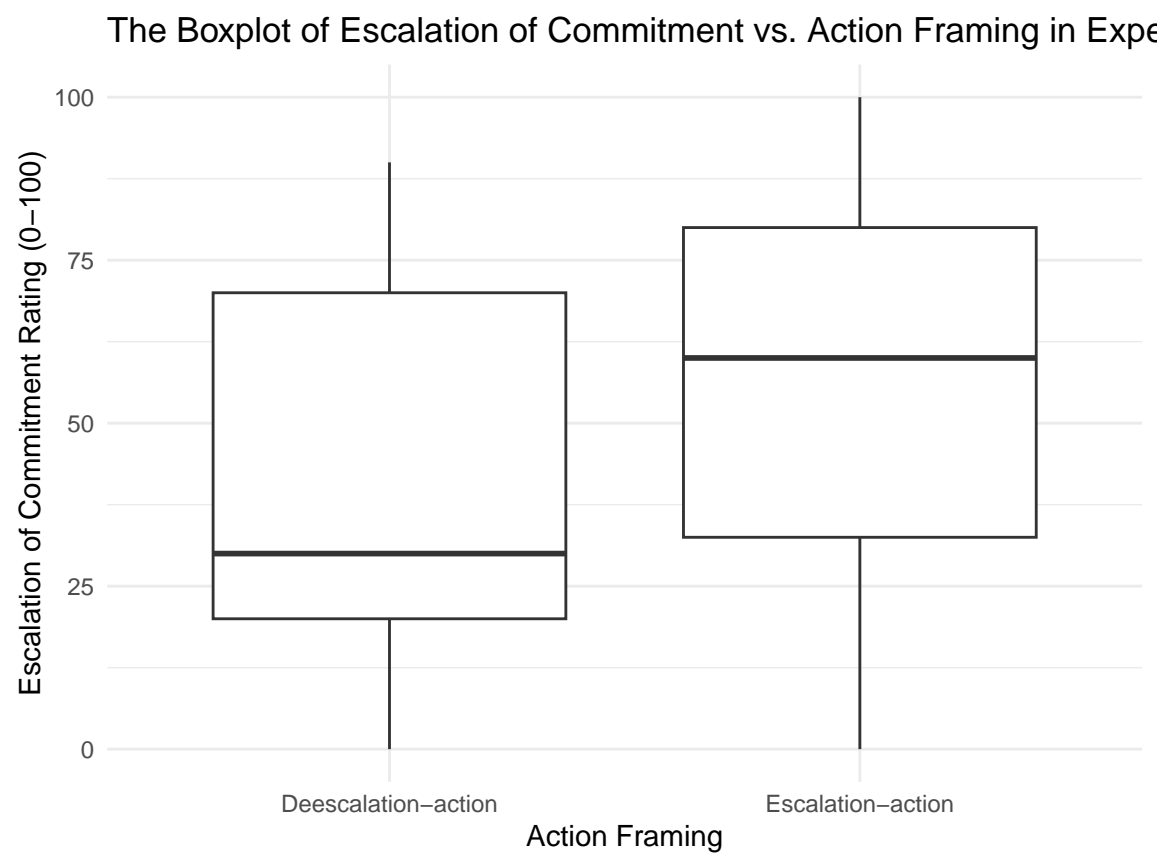 The Boxplot of Escalation of Commitment vs. Action Framing in Expe
Escalation of Commitment Rating (0−100)
100
75
50
25
0
Deescalation−action
Escalation−action
Action Framing